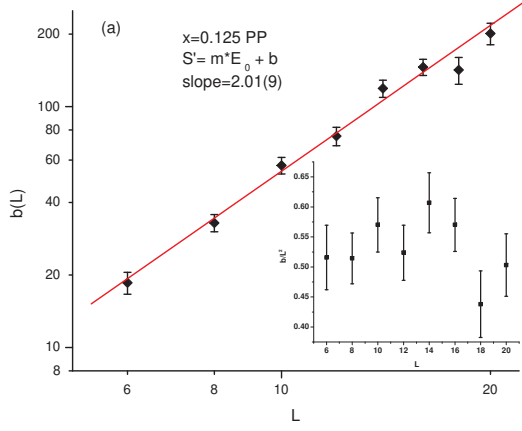 (a)
x=0.125 PP
S'= m*E₀ + b
slope=2.01(9)
b(L)
200
100
80
60
40
20
10
8
6
8
10
20
L
b/L²
0.65
0.60
0.55
0.50
0.45
0.40
6 8 10 12 14 16 18 20
L